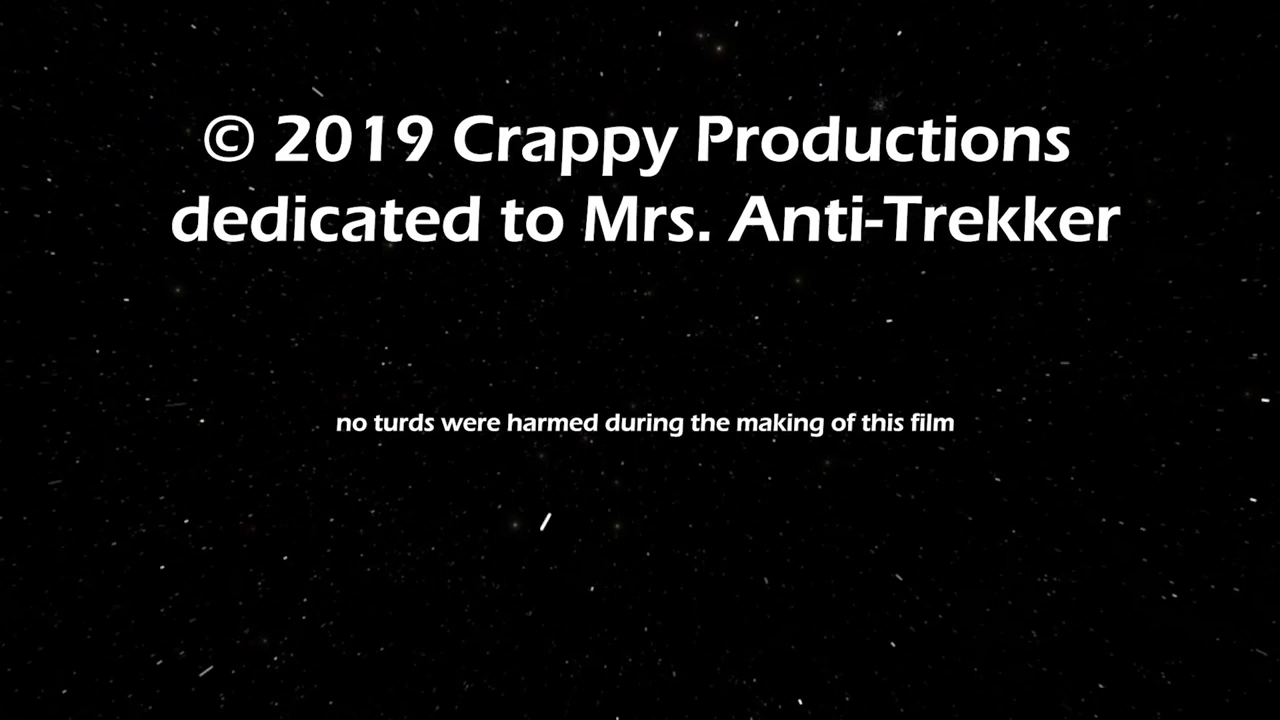 © 2019 Crappy Productions
dedicated to Mrs. Anti-Trekker
no turds were harmed during the making of this film